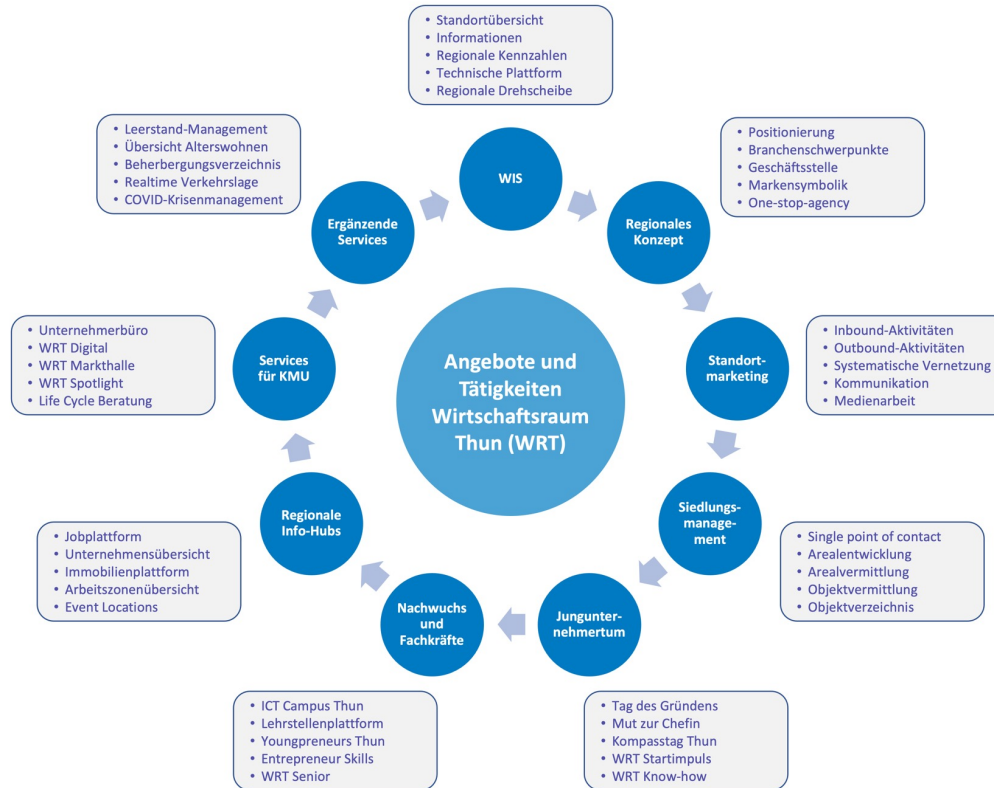 • Standortübersicht
• Informationen
• Regionale Kennzahlen
• Technische Plattform
• Regionale Drehscheibe
WIS
• Positionierung
• Branchenschwerpunkte
• Geschäftsstelle
• Markensymbolik
• One-stop-agency
Regionales
Konzept
• Inbound-Aktivitäten
• Outbound-Aktivitäten
• Systematische Vernetzung
• Kommunikation
• Medienarbeit
Standort-
marketing
• Single point of contact
• Arealentwicklung
• Arealvermittlung
• Objektvermittlung
• Objektverzeichnis
Siedlungs-
manage-
ment
• Tag des Gründens
• Mut zur Chefin
• Kompasstag Thun
• WRT Startimpuls
• WRT Know-how
Jungunter-
nehmertum
• ICT Campus Thun
• Lehrstellenplattform
• Youngpreneurs Thun
• Entrepreneur Skills
• WRT Senior
Nachwuchs
und
Fachkräfte
• Jobplattform
• Unternehmensübersicht
• Immobilienplattform
• Arbeitszonenübersicht
• Event Locations
Regionale
Info-Hubs
• Unternehmerbüro
• WRT Digital
• WRT Markthalle
• WRT Spotlight
• Life Cycle Beratung
Services
für KMU
• Leerstand-Management
• Übersicht Alterswohnen
• Beherbergungsverzeichnis
• Realtime Verkehrslage
• COVID-Krisenmanagement
Ergänzende
Services
Angebote und
Tätigkeiten
Wirtschaftsraum
Thun (WRT)